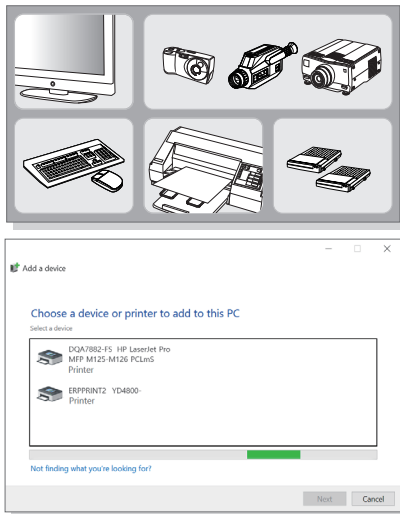 Add a device
Choose a device or printer to add to this PC
Select a device
DQA7882-FS HP LaserJet Pro
MFP M125-M126 PCLmS
Printer
ERPPRINT2 YD4800-
Printer
Not finding what you're looking for?
Next Cancel